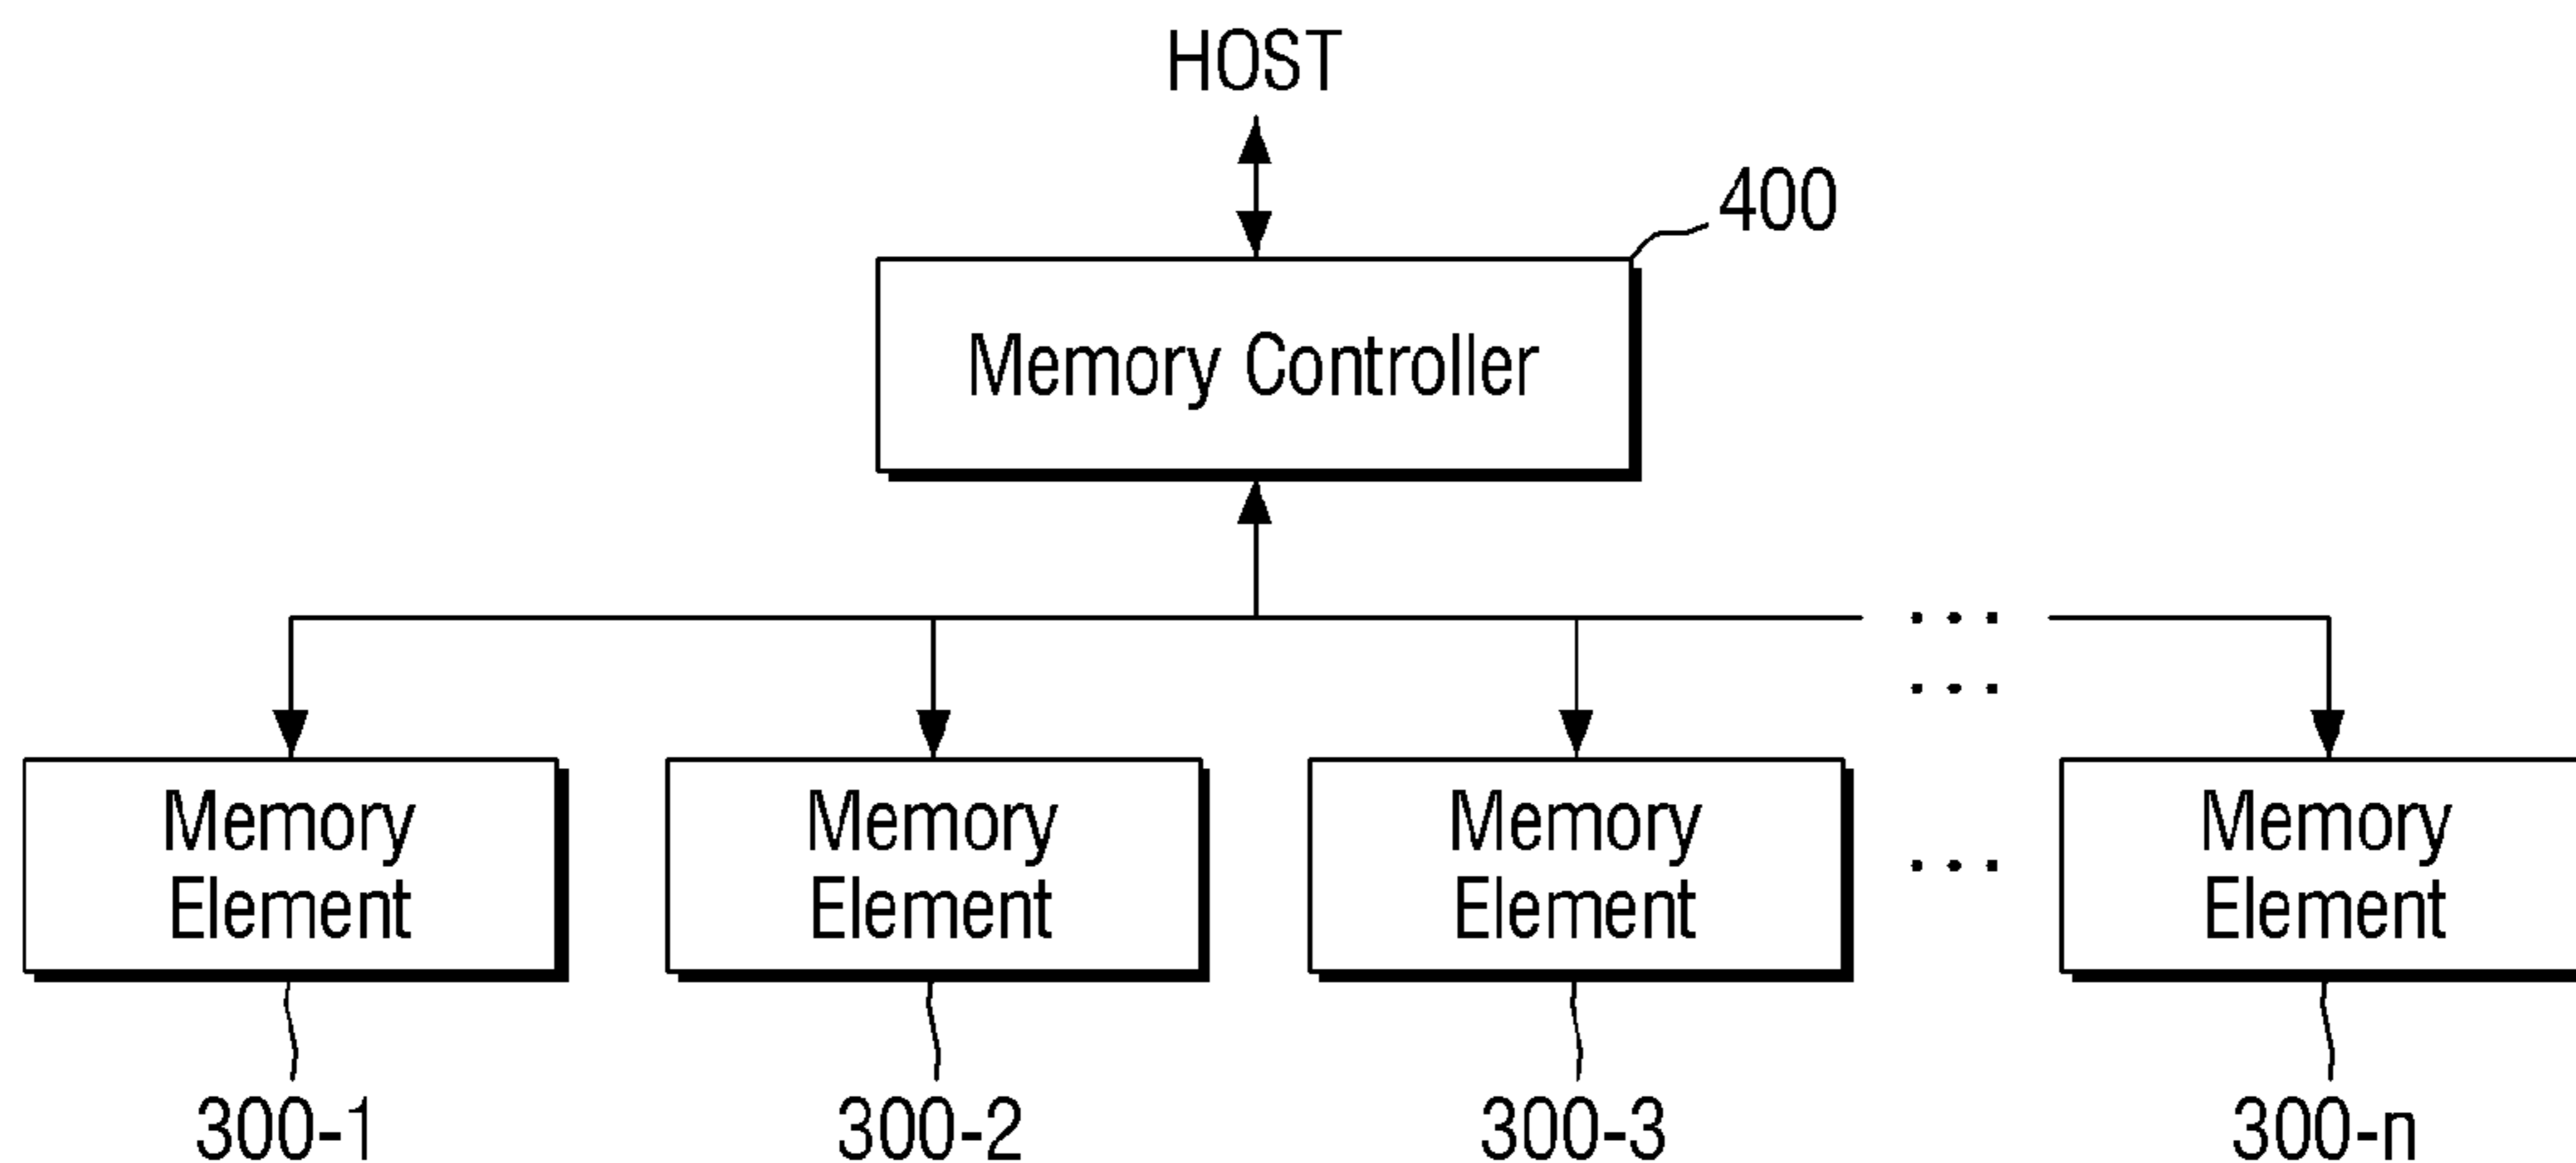 HOST
400
Memory Controller
Memory
Element
Memory
Element
Memory
Element
Memory
Element
300-1
300-2
300-3
300-n